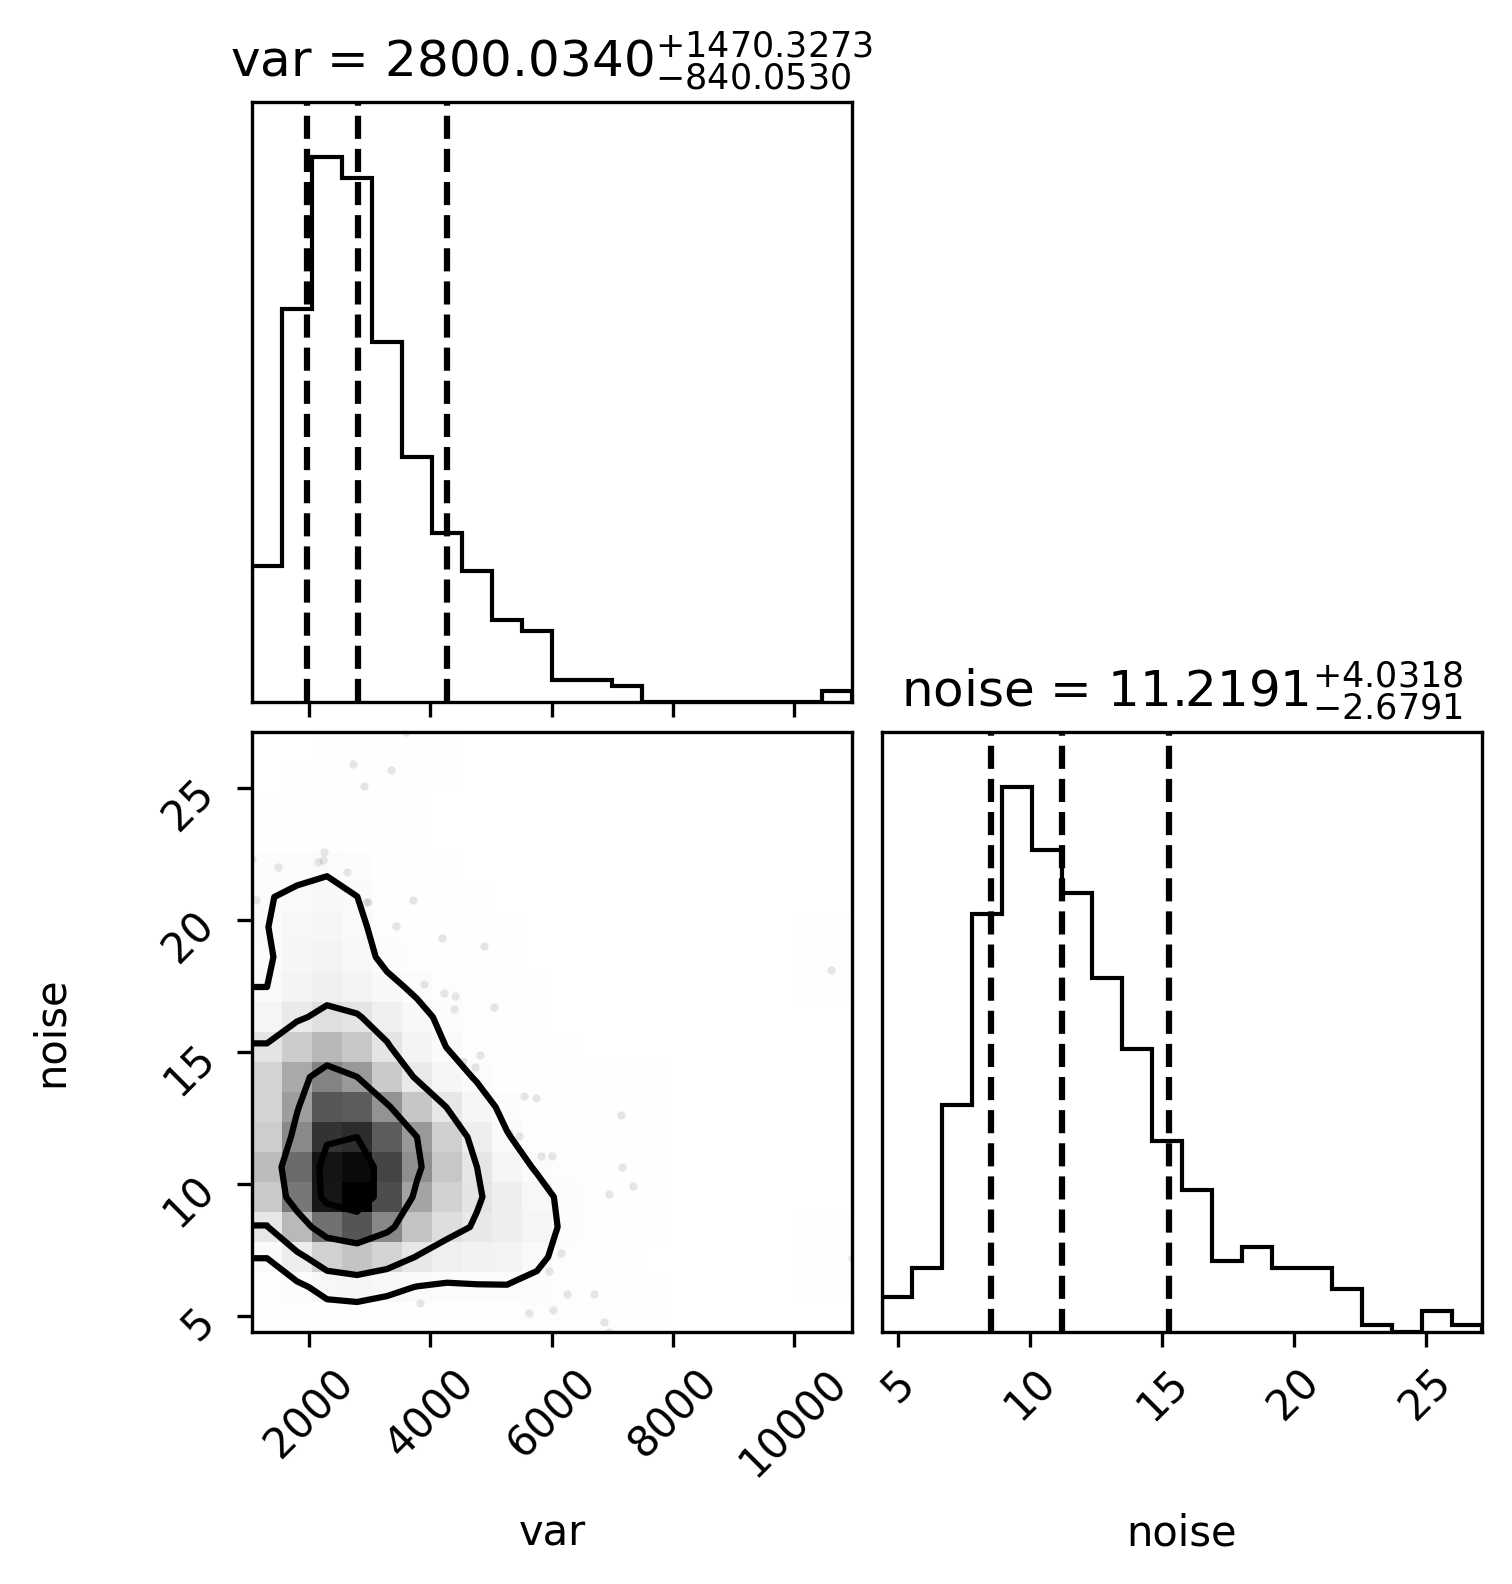 var = 2800.0340+1470.3273−840.0530
noise = 11.2191+4.0318−2.6791
25
20
15
10
5
noise
2000 4000 6000 8000 10000
5 10 15 20 25
var
noise